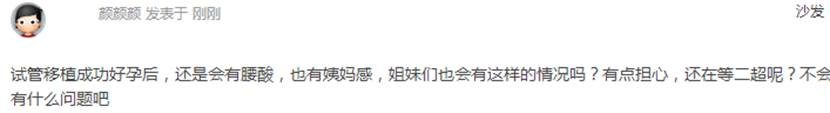 颜颜颜 发表于 刚刚
沙发
试管移植成功好孕后，还是会有腰酸，也有姨妈感，姐妹们也会有这样的情况吗？有点担心，还在等二超呢？不会
有什么问题吧